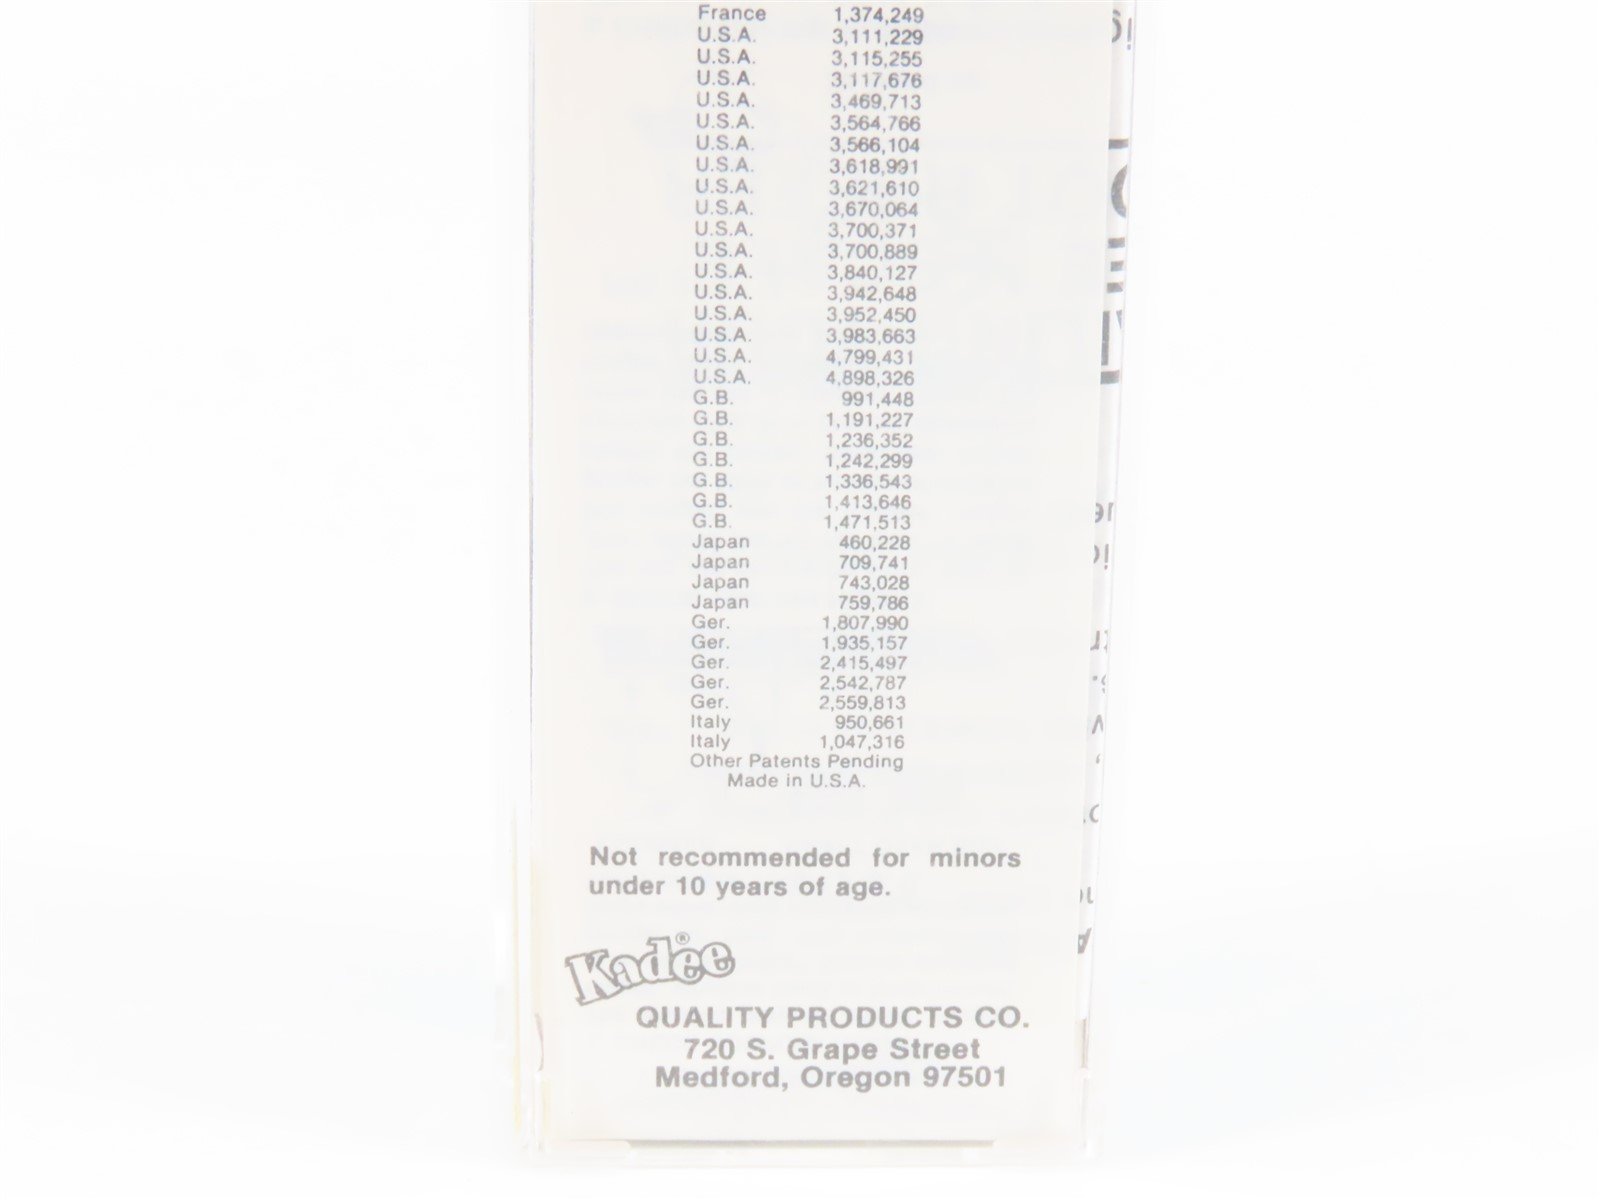 France 1,374,249
U.S.A. 3,111,229
U.S.A. 3,115,255
U.S.A. 3,117,676
U.S.A. 3,469,713
U.S.A. 3,564,766
U.S.A. 3,566,104
U.S.A. 3,618,991
U.S.A. 3,621,610
U.S.A. 3,670,064
U.S.A. 3,700,371
U.S.A. 3,700,889
U.S.A. 3,840,127
U.S.A. 3,942,648
U.S.A. 3,952,450
U.S.A. 3,983,663
U.S.A. 4,799,431
U.S.A. 4,898,326
G.B. 991,448
G.B. 1,191,227
G.B. 1,236,352
G.B. 1,242,299
G.B. 1,336,543
G.B. 1,413,646
G.B. 1,471,513
Japan 460,228
Japan 709,741
Japan 743,028
Japan 759,786
Ger. 1,807,990
Ger. 1,935,157
Ger. 2,415,497
Ger. 2,542,787
Ger. 2,559,813
Italy 950,661
Italy 1,047,316
Other Patents Pending
Made in U.S.A.
Not recommended for minors
under 10 years of age.
Kadee®
QUALITY PRODUCTS CO.
720 S. Grape Street
Medford, Oregon 97501